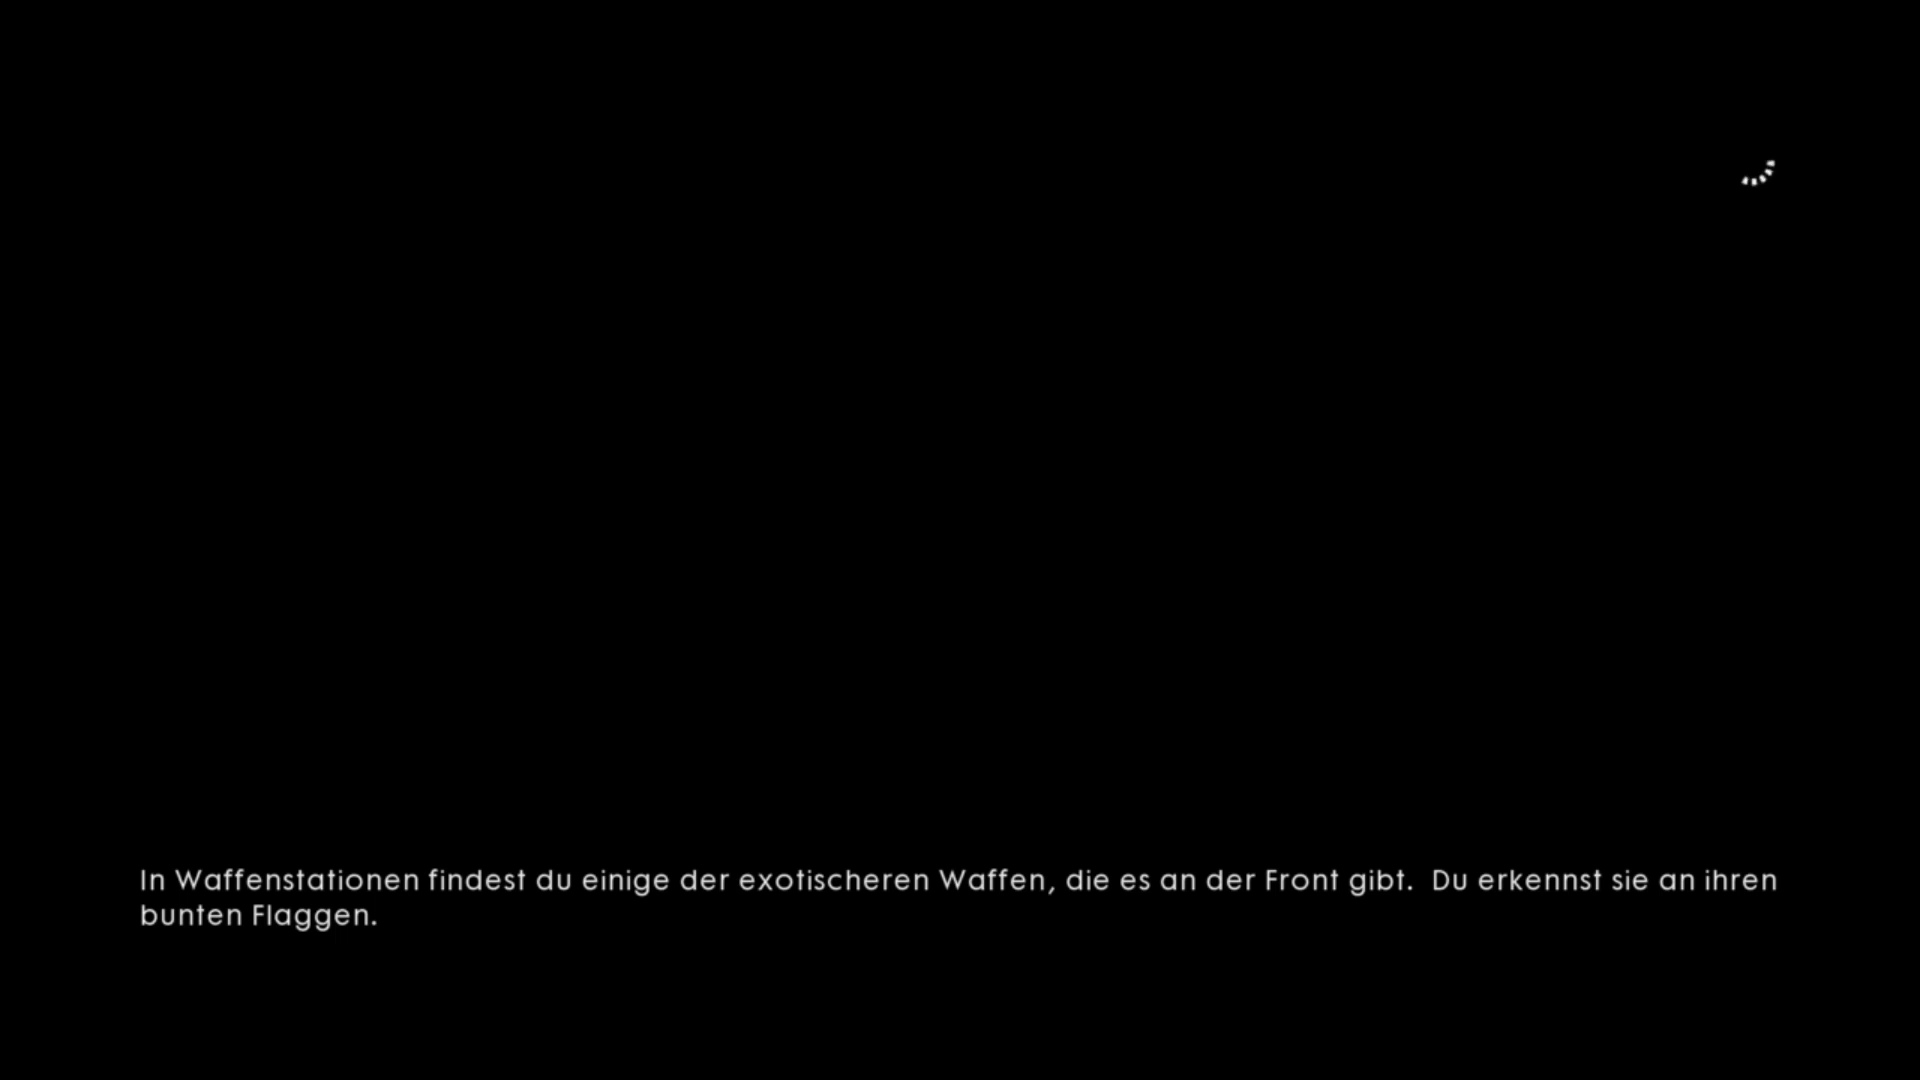 In Waffenstationen findest du einige der exotischeren Waffen, die es an der Front gibt.  Du erkennst sie an ihren
bunten Flaggen.